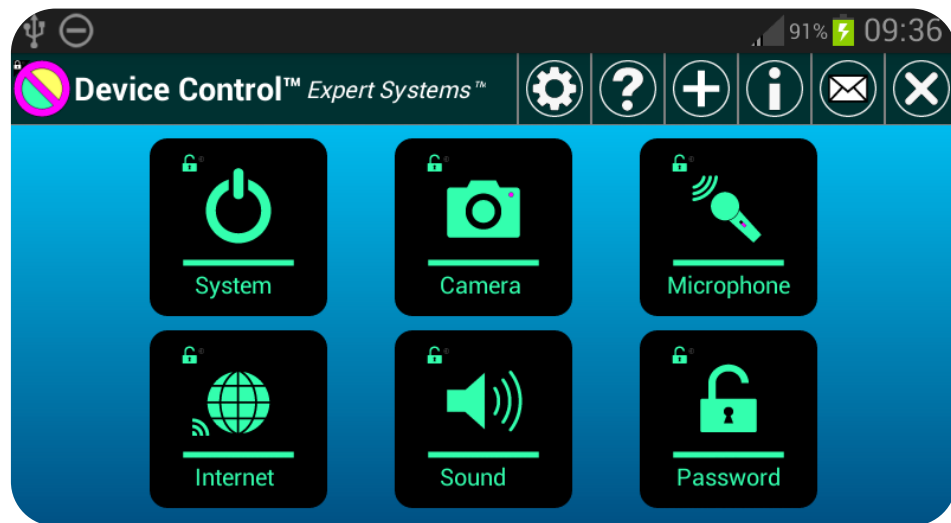 91% 09:36
Device Control™ Expert Systems™
System Camera Microphone
Internet Sound Password